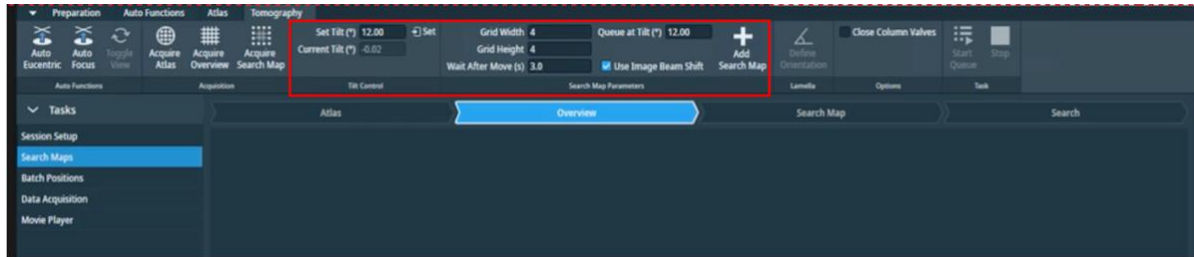 Preparation Auto Functions Atlas Tomography
Auto Eucentric
Auto Focus
Toggle View
Acquire Atlas
Acquire Overview
Acquire Search Map
Set Tilt (°) 12.00 Set
Current Tilt (°) -0.02
Grid Width 4
Grid Height 4
Wait After Move (s) 3.0
Queue at Tilt (°) 12.00
Use Image Beam Shift
Add Search Map
Define Orientation
Close Column Valves
Start Queue
Stop
Auto Functions Acquisition Tilt Control Search Map Parameters Lamella Options Task
Tasks
Atlas Overview Search Map Search
Session Setup
Search Maps
Batch Positions
Data Acquisition
Movie Player